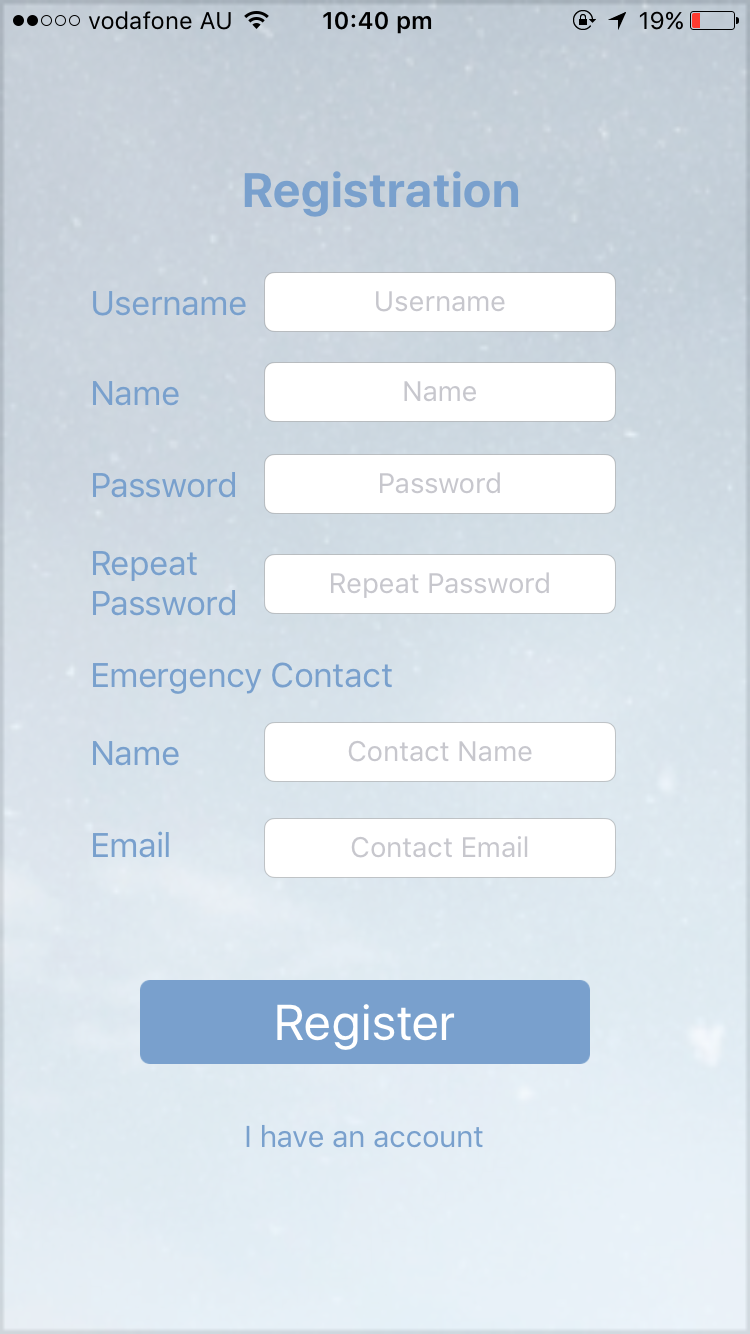 vodafone AU 10:40 pm 19%
Registration
Username Username
Name Name
Password Password
Repeat
Password Repeat Password
Emergency Contact
Name Contact Name
Email Contact Email
Register
I have an account